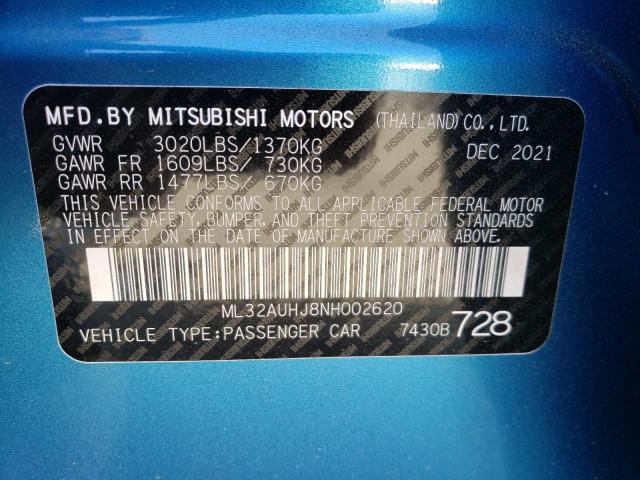 MFD.BY MITSUBISHI MOTORS (THAILAND)CO.,LTD.
GVWR 3020LBS/1370KG DEC 2021
GAWR FR 1609LBS/ 730KG
GAWR RR 1477LBS/ 670KG
THIS VEHICLE CONFORMS TO ALL APPLICABLE FEDERAL MOTOR
VEHICLE SAFETY, BUMPER, AND THEFT PREVENTION STANDARDS
IN EFFECT ON THE DATE OF MANUFACTURE SHOWN ABOVE.
ML32AUHJ8NH002620
VEHICLE TYPE:PASSENGER CAR 7430B 728